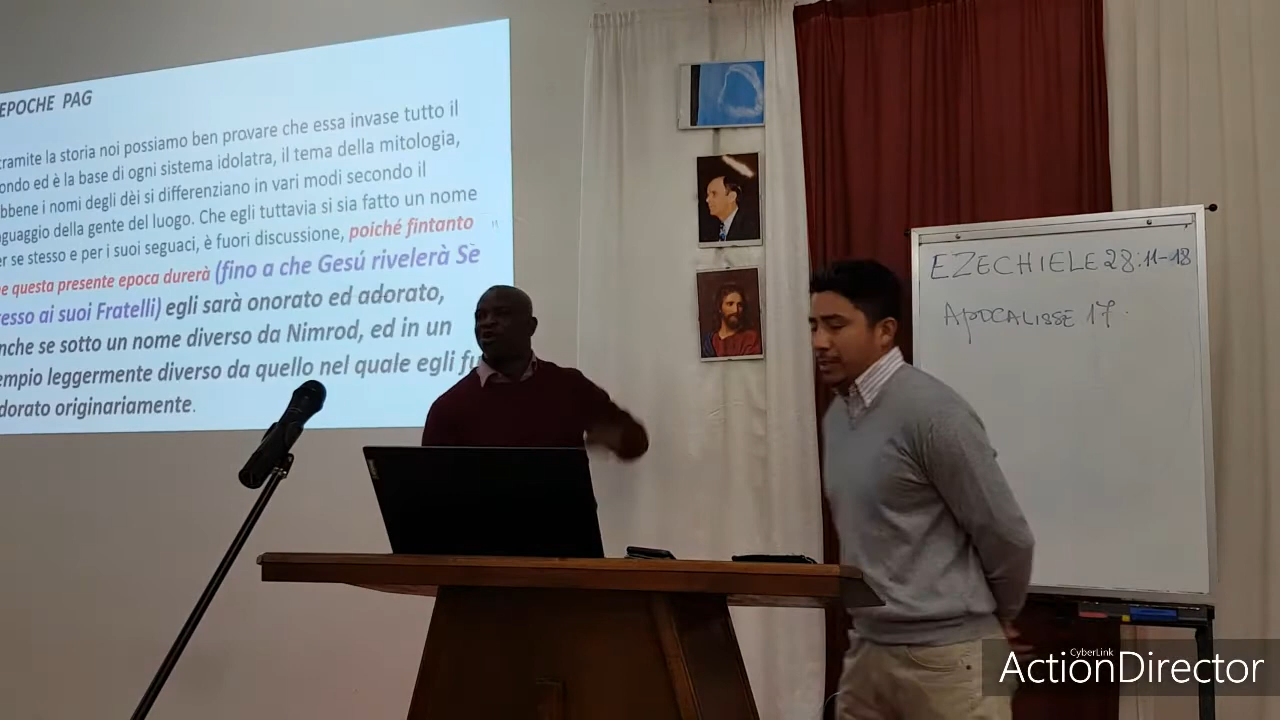 EPOCHE PAG
tramite la storia noi possiamo ben provare che essa invase tutto il
ondo ed è la base di ogni sistema idolatra, il tema della mitologia,
bbene i nomi degli dèi si differenziano in vari modi secondo il
guaggio della gente del luogo. Che egli tuttavia si sia fatto un nome
er se stesso e per i suoi seguaci, è fuori discussione, poiché fintanto
e questa presente epoca durerà (fino a che Gesú rivelerà Sè
esso ai suoi Fratelli) egli sarà onorato ed adorato,
nche se sotto un nome diverso da Nimrod, ed in un
empio leggermente diverso da quello nel quale egli fu
dorato originariamente.
EZECHIELE 28:11-18
APOCALISSE 17.
CyberLink
ActionDirector